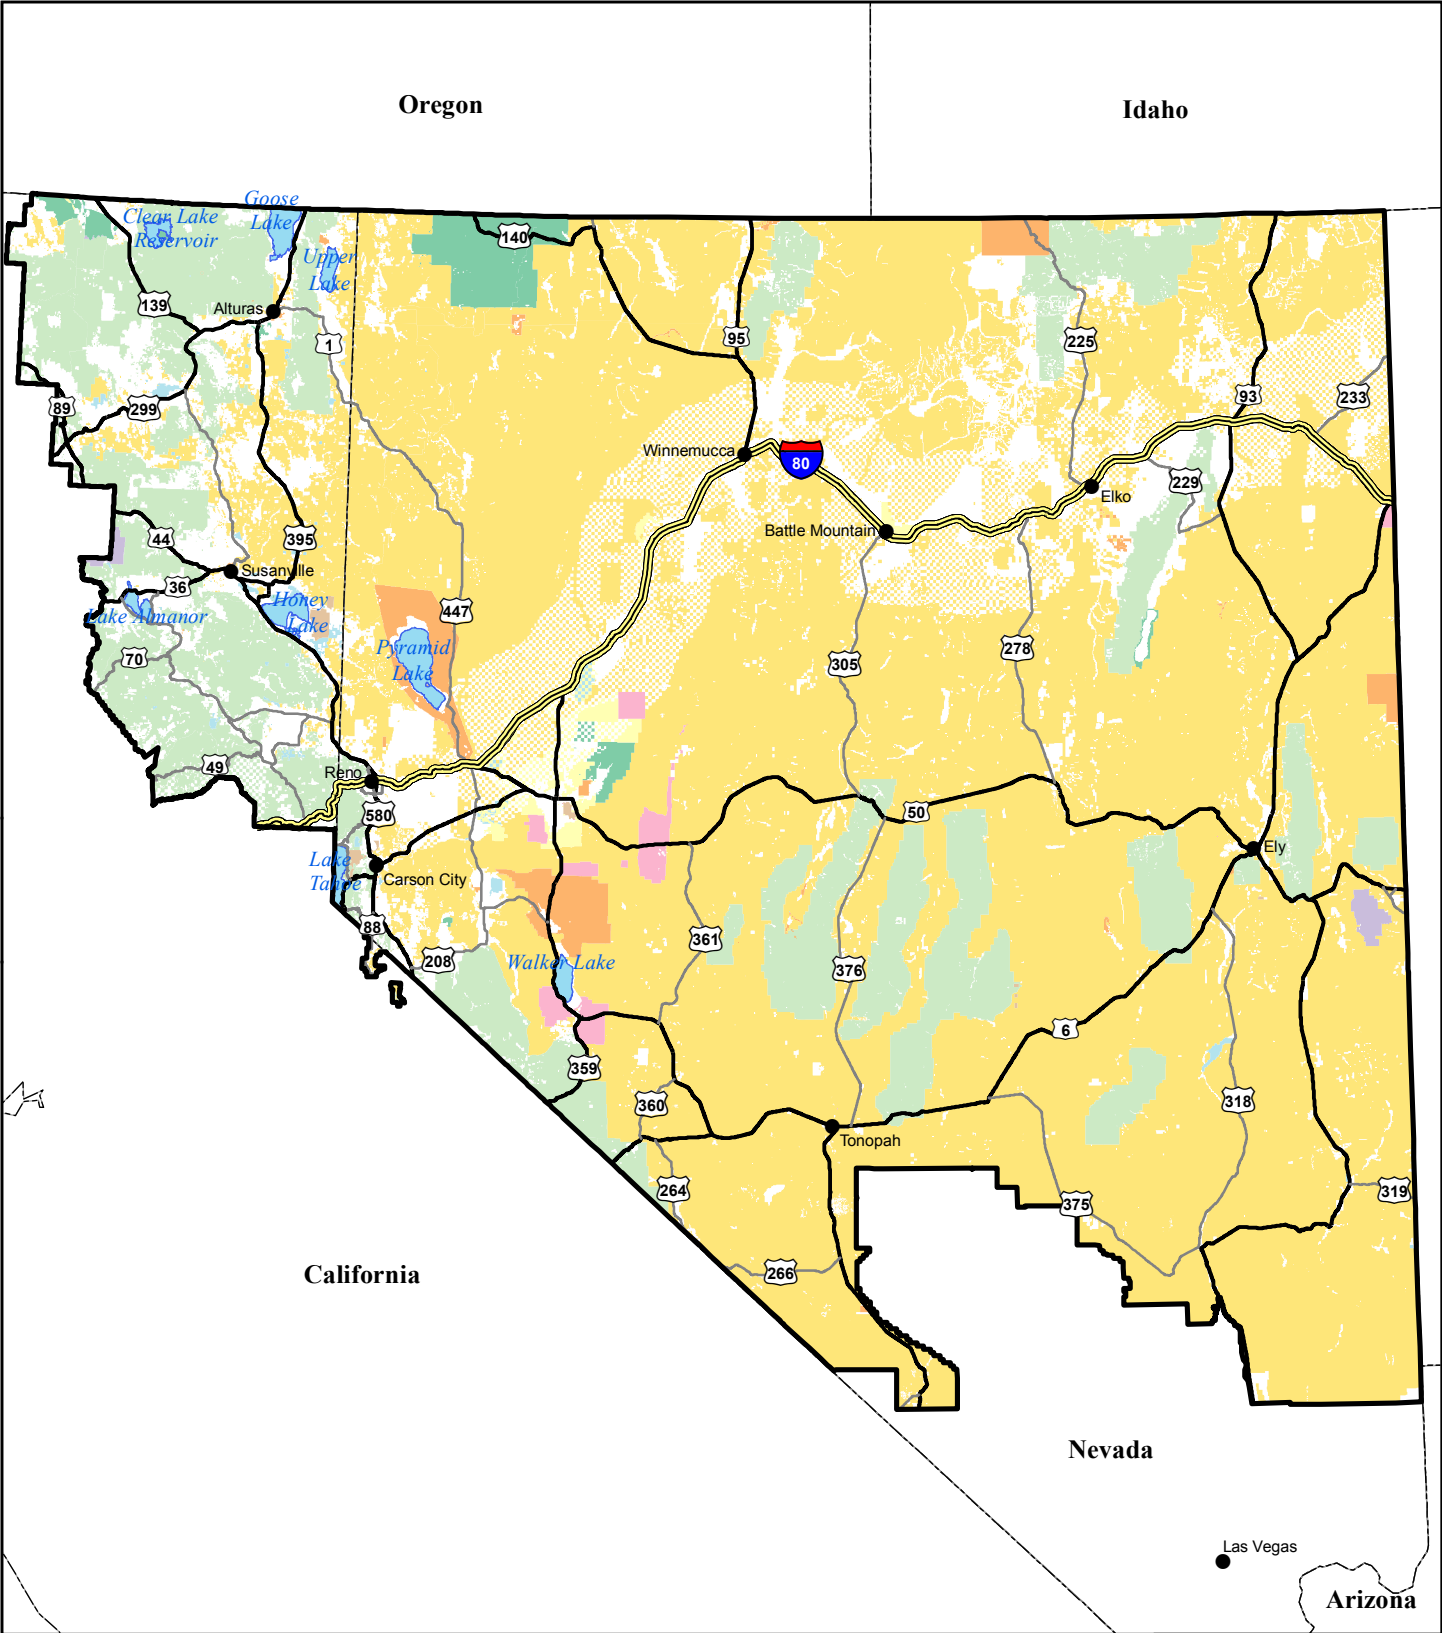 Oregon
Idaho
Goose
Lake
Clear Lake
Reservoir
Upper
Lake
140
139
Alturas
1
95
225
93
233
89
299
Winnemucca
80
229
Elko
Battle Mountain
44
395
Susanville
36
Honey
Lake
Lake Almanor
447
Pyramid
Lake
70
305
278
49
Reno
580
50
Ely
Lake
Tahoe
Carson City
88
208
361
376
Walker Lake
6
359
360
318
Tonopah
264
375
319
266
California
Nevada
Las Vegas
Arizona